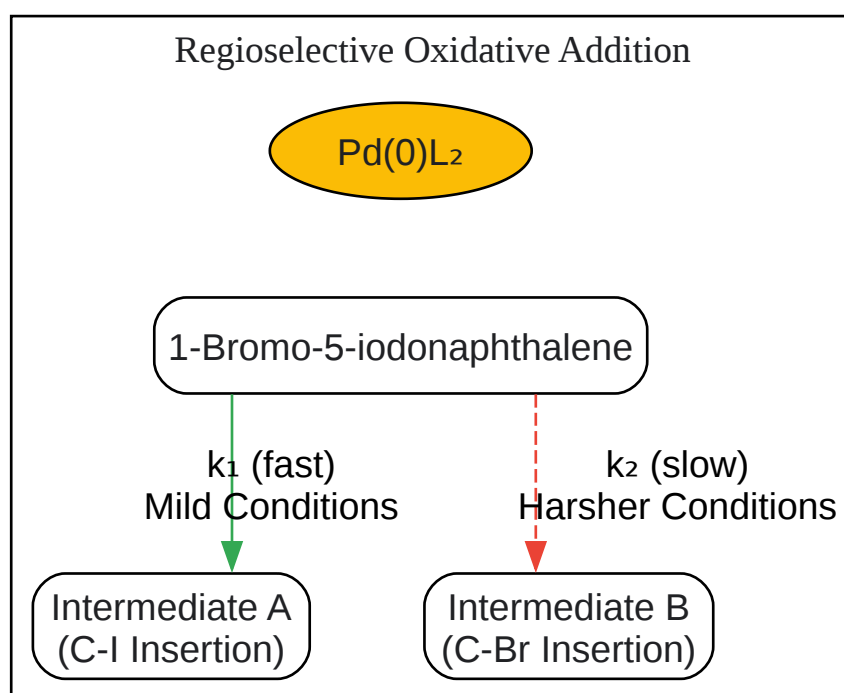 Regioselective Oxidative Addition
Pd(0)L₂
1-Bromo-5-iodonaphthalene
k₁ (fast)
Mild Conditions
k₂ (slow)
Harsher Conditions
Intermediate A
(C-I Insertion)
Intermediate B
(C-Br Insertion)